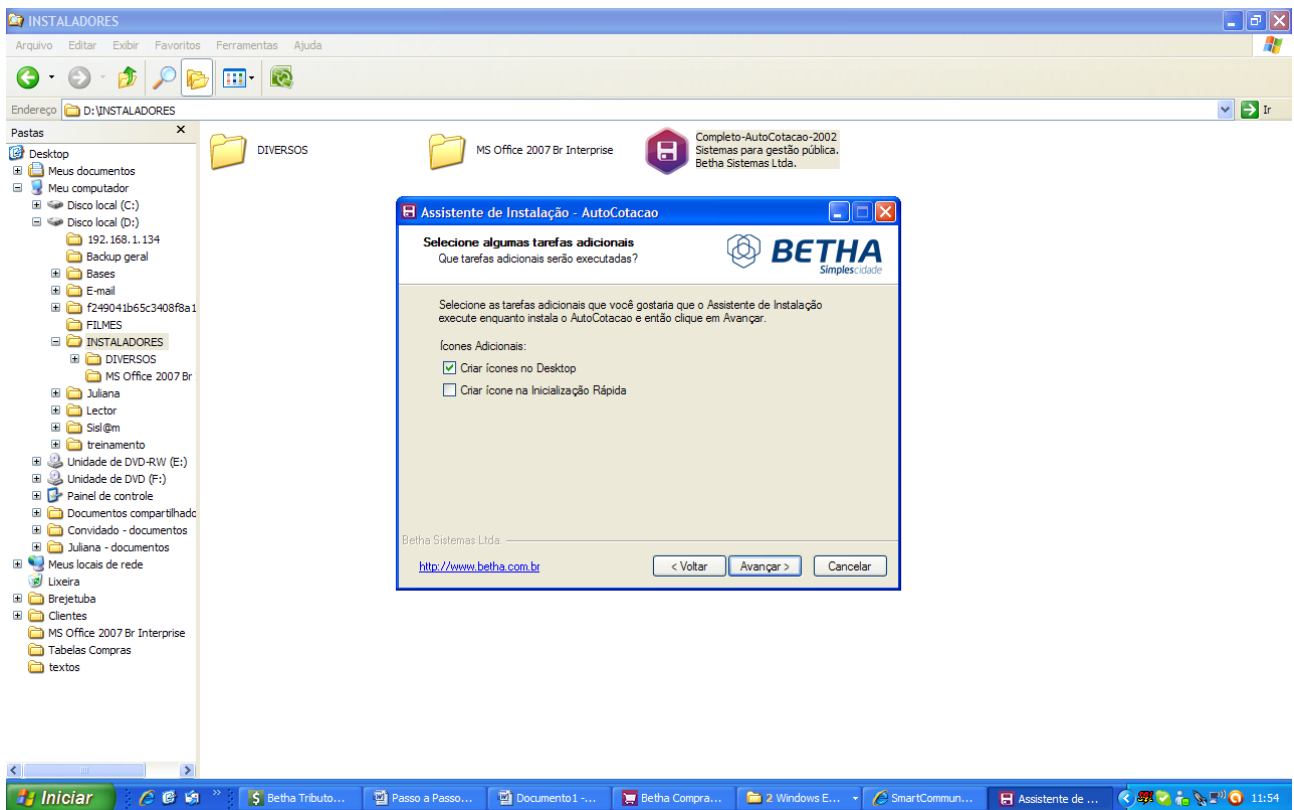 INSTALADORES
Arquivo Editar Exibir Favoritos Ferramentas Ajuda
Endereço D:\INSTALADORES Ir
Pastas
Desktop
Meus documentos
Meu computador
Disco local (C:)
Disco local (D:)
192.168.1.134
Backup geral
Bases
E-mail
f249041b65c3408f8a1
FILMES
INSTALADORES
DIVERSOS
MS Office 2007 Br
Juliana
Lector
Sisl@m
treinamento
Unidade de DVD-RW (E:)
Unidade de DVD (F:)
Painel de controle
Documentos compartilhado
Convidado - documentos
Juliana - documentos
Meus locais de rede
Lixeira
Brejetuba
Clientes
MS Office 2007 Br Interprise
Tabelas Compras
textos
DIVERSOS
MS Office 2007 Br Interprise
Completo-AutoCotacao-2002
Sistemas para gestão pública.
Betha Sistemas Ltda.
Assistente de Instalação - AutoCotacao
Selecione algumas tarefas adicionais
Que tarefas adicionais serão executadas?
BETHA
Simplescidade
Selecione as tarefas adicionais que você gostaria que o Assistente de Instalação
execute enquanto instala o AutoCotacao e então clique em Avançar.
Ícones Adicionais:
Criar ícones no Desktop
Criar ícone na Inicialização Rápida
Betha Sistemas Ltda.
http://www.betha.com.br
< Voltar Avançar > Cancelar
Iniciar Betha Tributo... Passo a Passo... Documento1 -... Betha Compra... 2 Windows E... SmartCommun... Assistente de ... 11:54